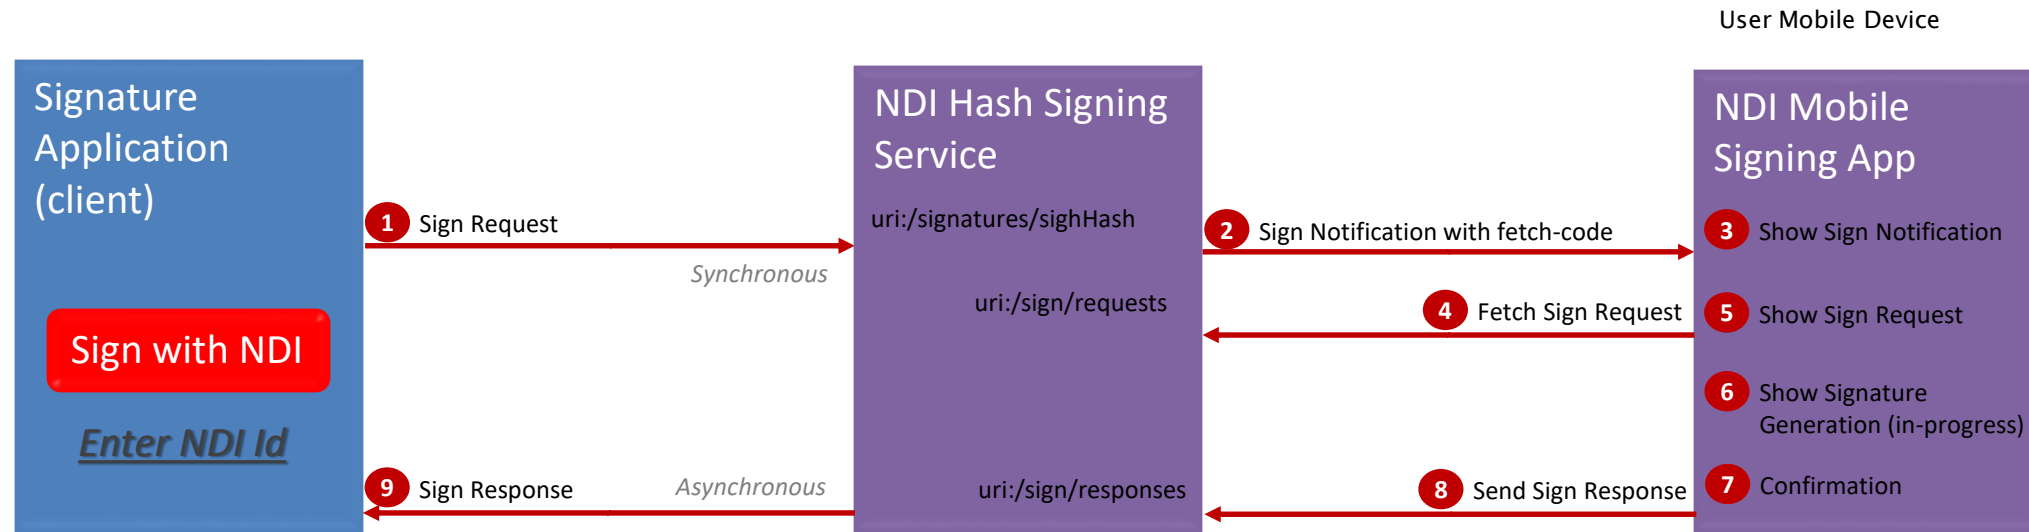 User Mobile Device
Signature
Application
(client)
Sign with NDI
Enter NDI Id
1 Sign Request
Synchronous
9 Sign Response
Asynchronous
NDI Hash Signing
Service
uri:/signatures/sighHash
uri:/sign/requests
uri:/sign/responses
2 Sign Notification with fetch-code
4 Fetch Sign Request
8 Send Sign Response
NDI Mobile
Signing App
3 Show Sign Notification
5 Show Sign Request
6 Show Signature
Generation (in-progress)
7 Confirmation